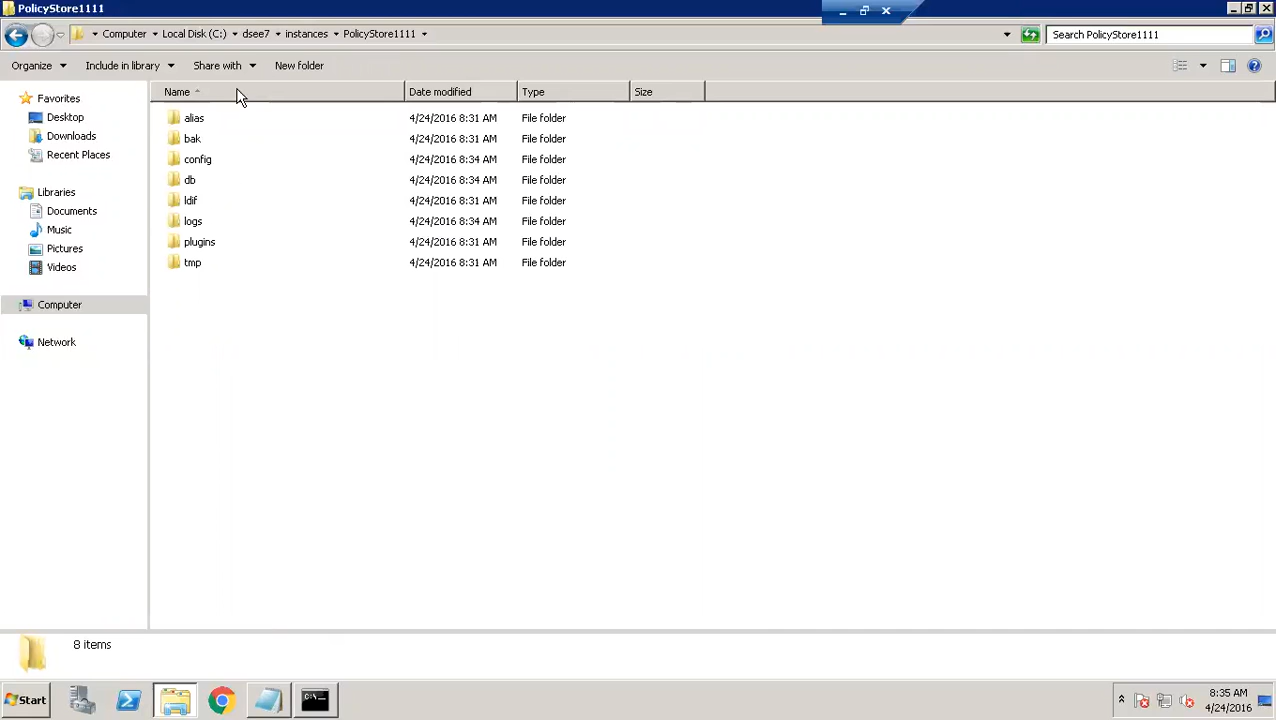 PolicyStore1111
Computer Local Disk (C:) dsee7 instances PolicyStore1111
Search PolicyStore1111
Organize Include in library Share with New folder
Name Date modified Type Size
Favorites
Desktop
Downloads
Recent Places
Libraries
Documents
Music
Pictures
Videos
Computer
Network
alias 4/24/2016 8:31 AM File folder
bak 4/24/2016 8:31 AM File folder
config 4/24/2016 8:34 AM File folder
db 4/24/2016 8:34 AM File folder
ldif 4/24/2016 8:31 AM File folder
logs 4/24/2016 8:34 AM File folder
plugins 4/24/2016 8:31 AM File folder
tmp 4/24/2016 8:31 AM File folder
8 items
Start
8:35 AM
4/24/2016